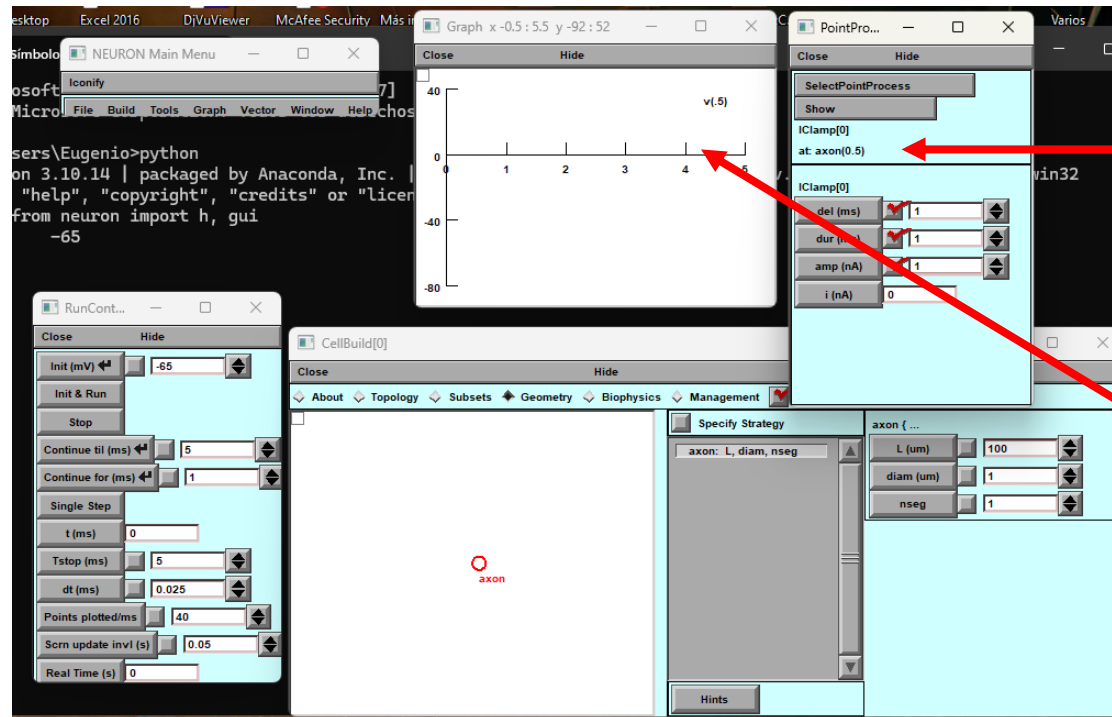 esktop Excel 2016 DjVuViewer McAfee Security Más Varios
Símbolo
NEURON Main Menu
Iconify
File Build Tools Graph Vector Window Help
osoft 7]
Micro chos
sers\Eugenio>python
on 3.10.14 | packaged by Anaconda, Inc. | win32
"help", "copyright", "credits" or "licen
from neuron import h, gui
-65
Graph x -0.5 : 5.5 y -92 : 52
Close Hide
40
v(.5)
0
0 1 2 3 4 5
-40
-80
PointPro...
Close Hide
SelectPointProcess
Show
IClamp[0]
at: axon(0.5)
IClamp[0]
del (ms) 1
dur 1
amp (nA) 1
i (nA) 0
RunCont...
Close Hide
Init (mV) -65
Init & Run
Stop
Continue til (ms) 5
Continue for (ms) 1
Single Step
t (ms) 0
Tstop (ms) 5
dt (ms) 0.025
Points plotted/ms 40
Scrn update invl (s) 0.05
Real Time (s) 0
CellBuild[0]
Close Hide
About Topology Subsets Geometry Biophysics Management
Specify Strategy
axon: L, diam, nseg
axon
Hints
axon { ...
L (um) 100
diam (um) 1
nseg 1